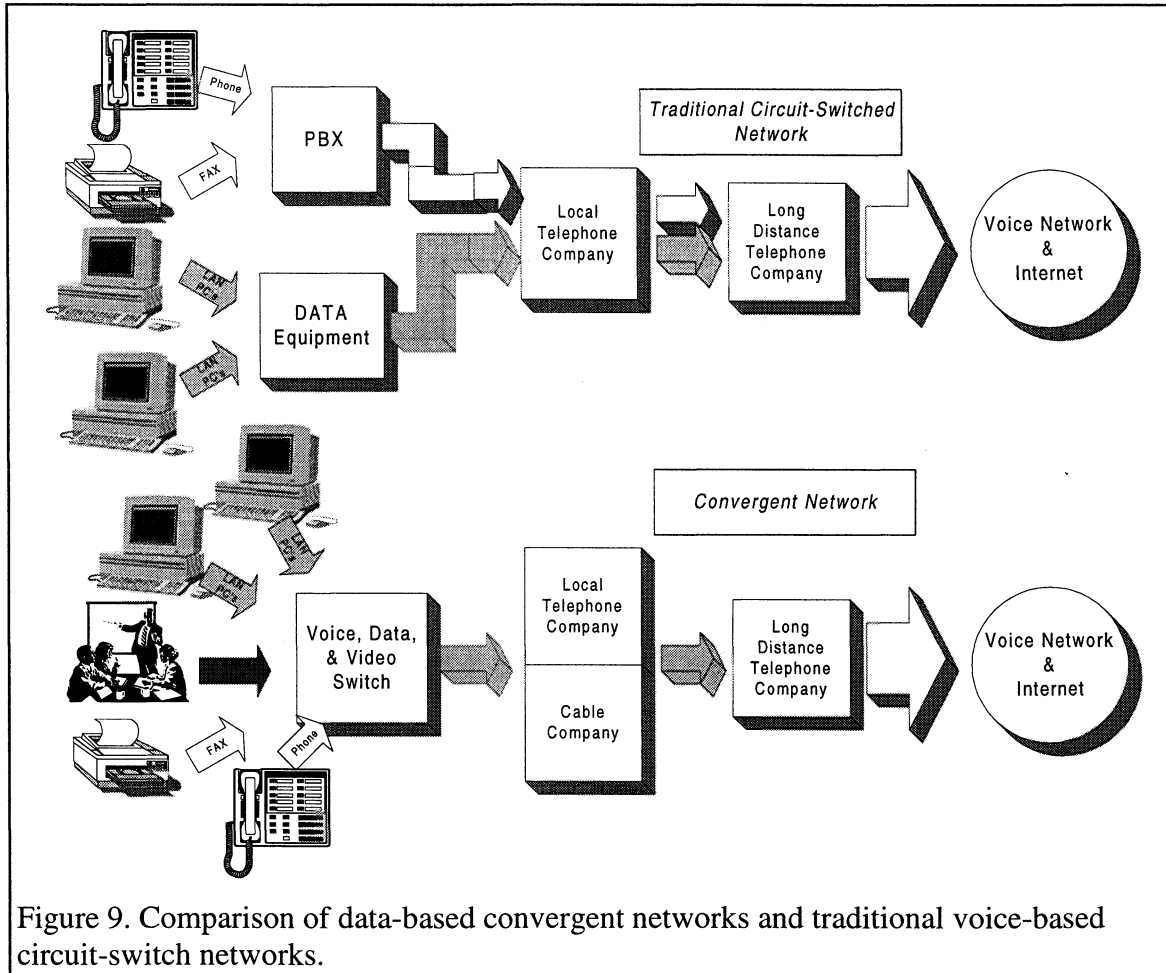 Phone
FAX
PBX
LAN
PC's
LAN
PC's
DATA
Equipment
Traditional Circuit-Switched
Network
Local
Telephone
Company
Long
Distance
Telephone
Company
Voice Network
&
Internet
Convergent Network
LAN
PC's
LAN
PC's
FAX
Phone
Voice, Data,
& Video
Switch
Local
Telephone
Company
Cable
Company
Long
Distance
Telephone
Company
Voice Network
&
Internet
Figure 9. Comparison of data-based convergent networks and traditional voice-based
circuit-switch networks.